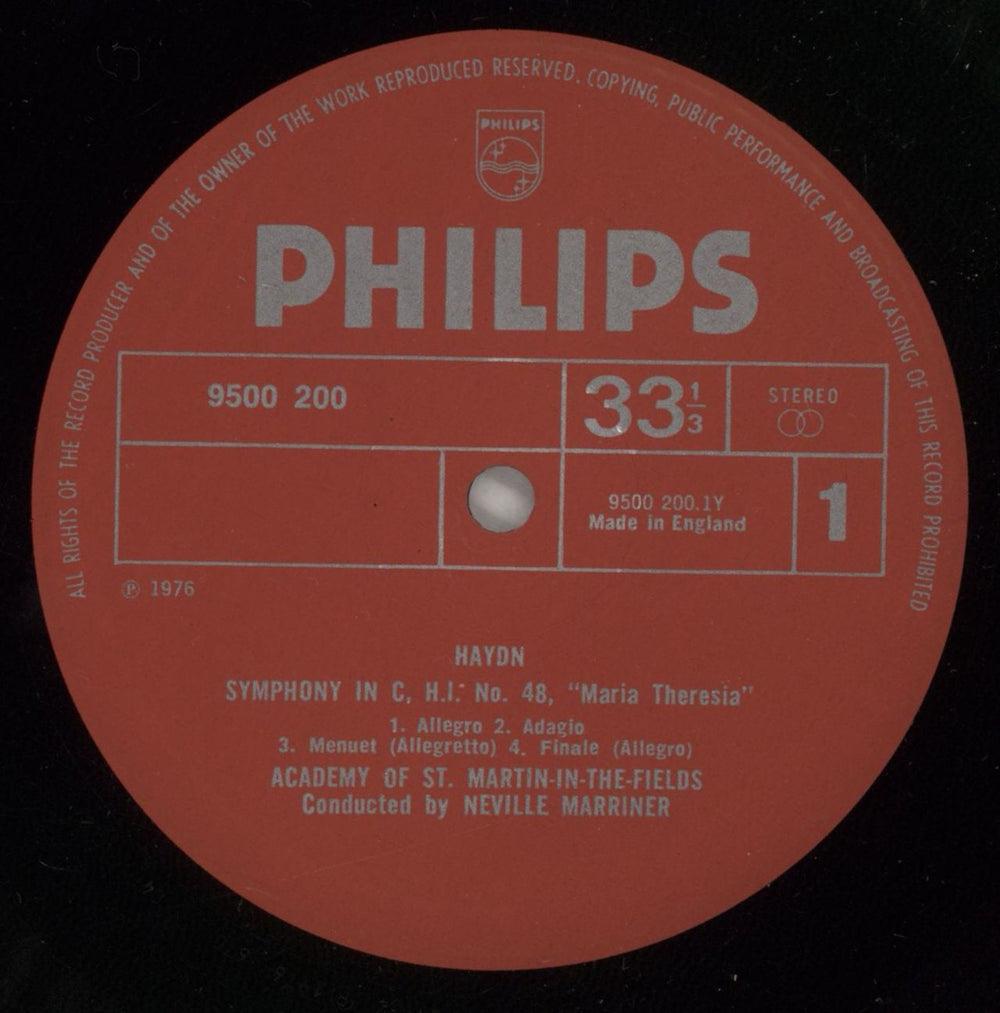 ALL RIGHTS OF THE RECORD PRODUCER AND OF THE OWNER OF THE WORK REPRODUCED RESERVED. COPYING, PUBLIC PERFORMANCE AND BROADCASTING OF THIS RECORD PROHIBITED
PHILIPS
PHILIPS
9500 200
33 1/3
STEREO
9500 200.1Y
Made in England
1
℗ 1976
HAYDN
SYMPHONY IN C, H.I: No. 48, "Maria Theresia"
1. Allegro 2. Adagio
3. Menuet (Allegretto) 4. Finale (Allegro)
ACADEMY OF ST. MARTIN-IN-THE-FIELDS
Conducted by NEVILLE MARRINER